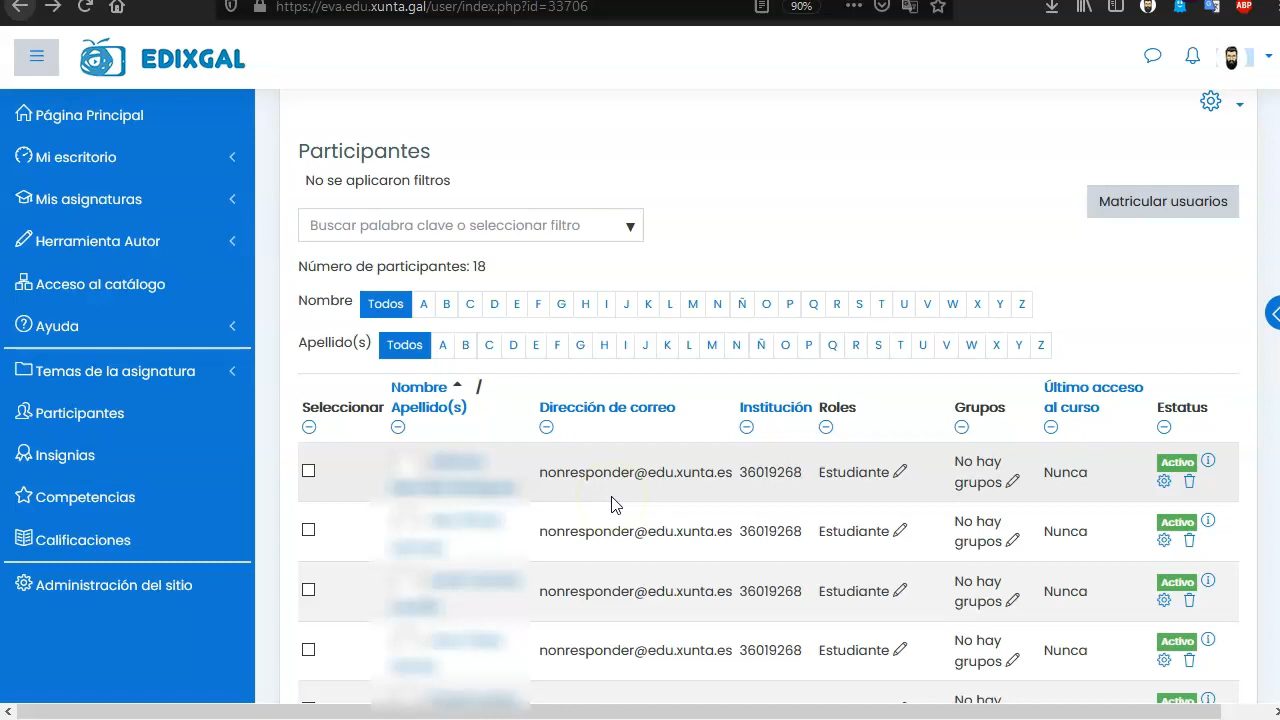 https://eva.edu.xunta.gal/user/index.php?id=33706
90%
ABP
EDIXGAL
Página Principal
Mi escritorio
Mis asignaturas
Herramienta Autor
Acceso al catálogo
Ayuda
Temas de la asignatura
Participantes
Insignias
Competencias
Calificaciones
Administración del sitio
Participantes
No se aplicaron filtros
Matricular usuarios
Buscar palabra clave o seleccionar filtro
Número de participantes: 18
Nombre Todos A B C D E F G H I J K L M N Ñ O P Q R S T U V W X Y Z
Apellido(s) Todos A B C D E F G H I J K L M N Ñ O P Q R S T U V W X Y Z
Seleccionar Nombre / Apellido(s) Dirección de correo Institución Roles Grupos Último acceso al curso Estatus
nonresponder@edu.xunta.es 36019268 Estudiante No hay grupos Nunca Activo
nonresponder@edu.xunta.es 36019268 Estudiante No hay grupos Nunca Activo
nonresponder@edu.xunta.es 36019268 Estudiante No hay grupos Nunca Activo
nonresponder@edu.xunta.es 36019268 Estudiante No hay grupos Nunca Activo
No hay Activo